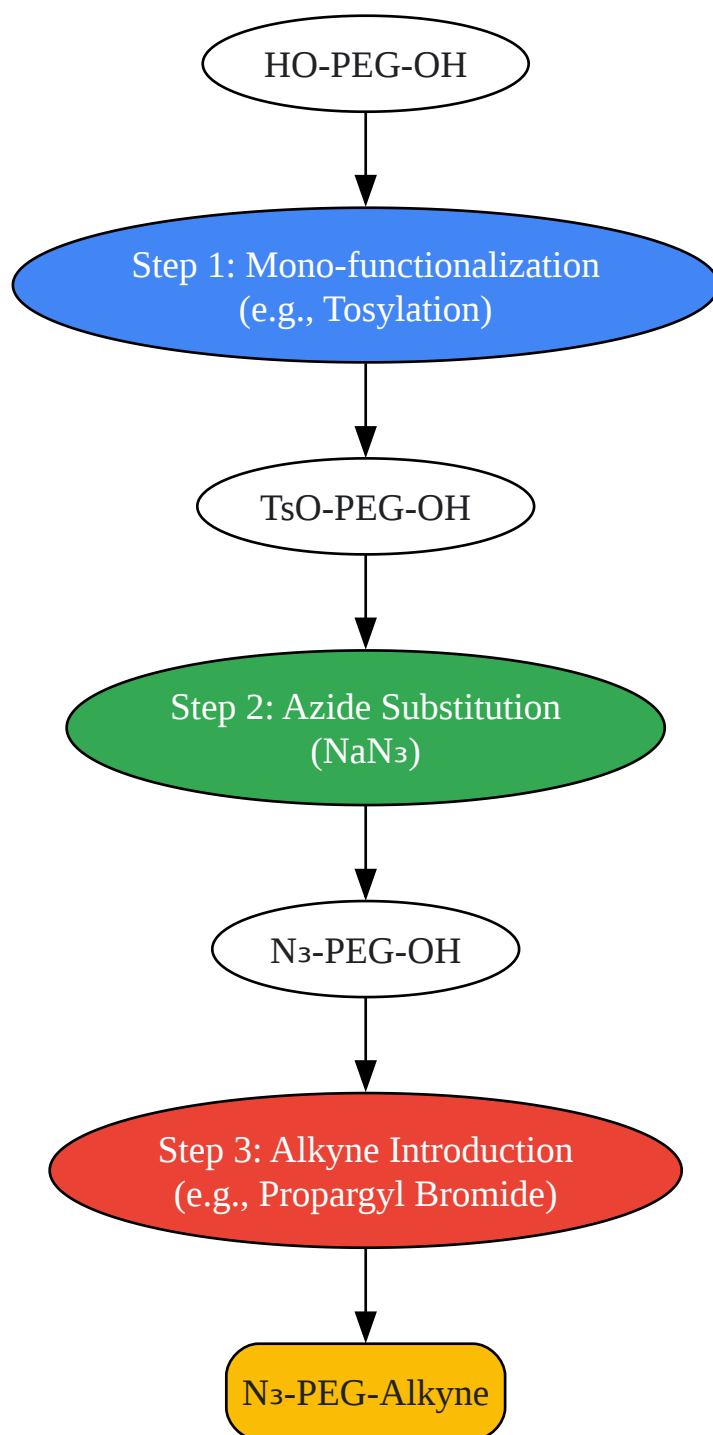 HO-PEG-OH
Step 1: Mono-functionalization
(e.g., Tosylation)
TsO-PEG-OH
Step 2: Azide Substitution
(NaN₃)
N₃-PEG-OH
Step 3: Alkyne Introduction
(e.g., Propargyl Bromide)
N₃-PEG-Alkyne